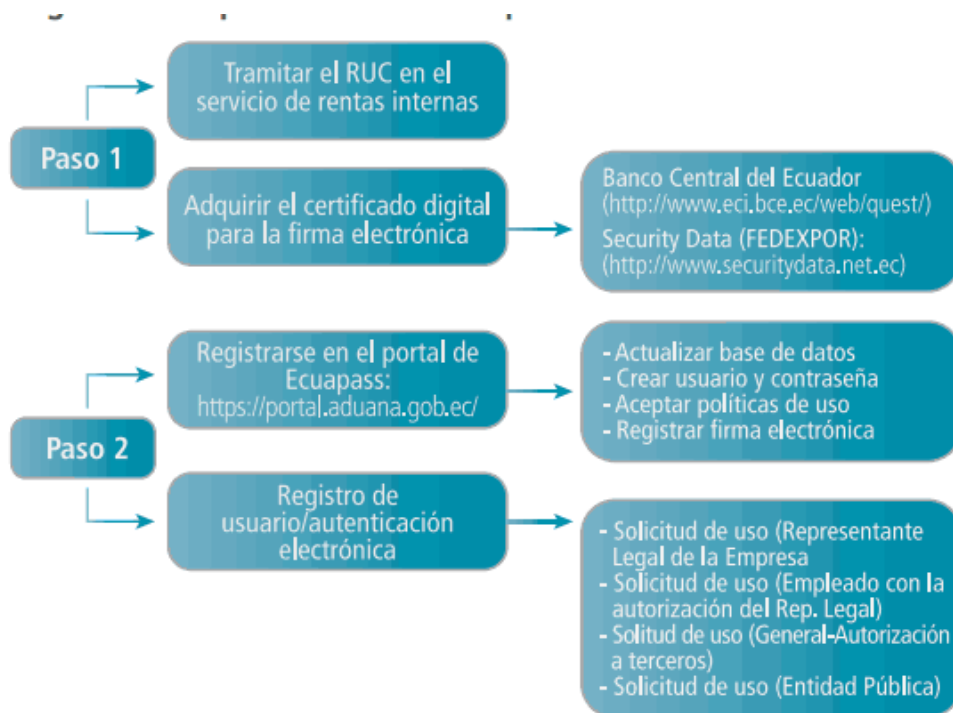 Paso 1
Tramitar el RUC en el
servicio de rentas internas
Adquirir el certificado digital
para la firma electrónica
Banco Central del Ecuador
(http://www.eci.bce.ec/web/quest/)
Security Data (FEDEXPOR):
(http://www.securitydata.net.ec)
Paso 2
Registrarse en el portal de
Ecuapass:
https://portal.aduana.gob.ec/
- Actualizar base de datos
- Crear usuario y contraseña
- Aceptar políticas de uso
- Registrar firma electrónica
Registro de
usuario/autenticación
electrónica
- Solicitud de uso (Representante
Legal de la Empresa
- Solicitud de uso (Empleado con la
autorización del Rep. Legal)
- Solitud de uso (General-Autorización
a terceros)
- Solicitud de uso (Entidad Pública)